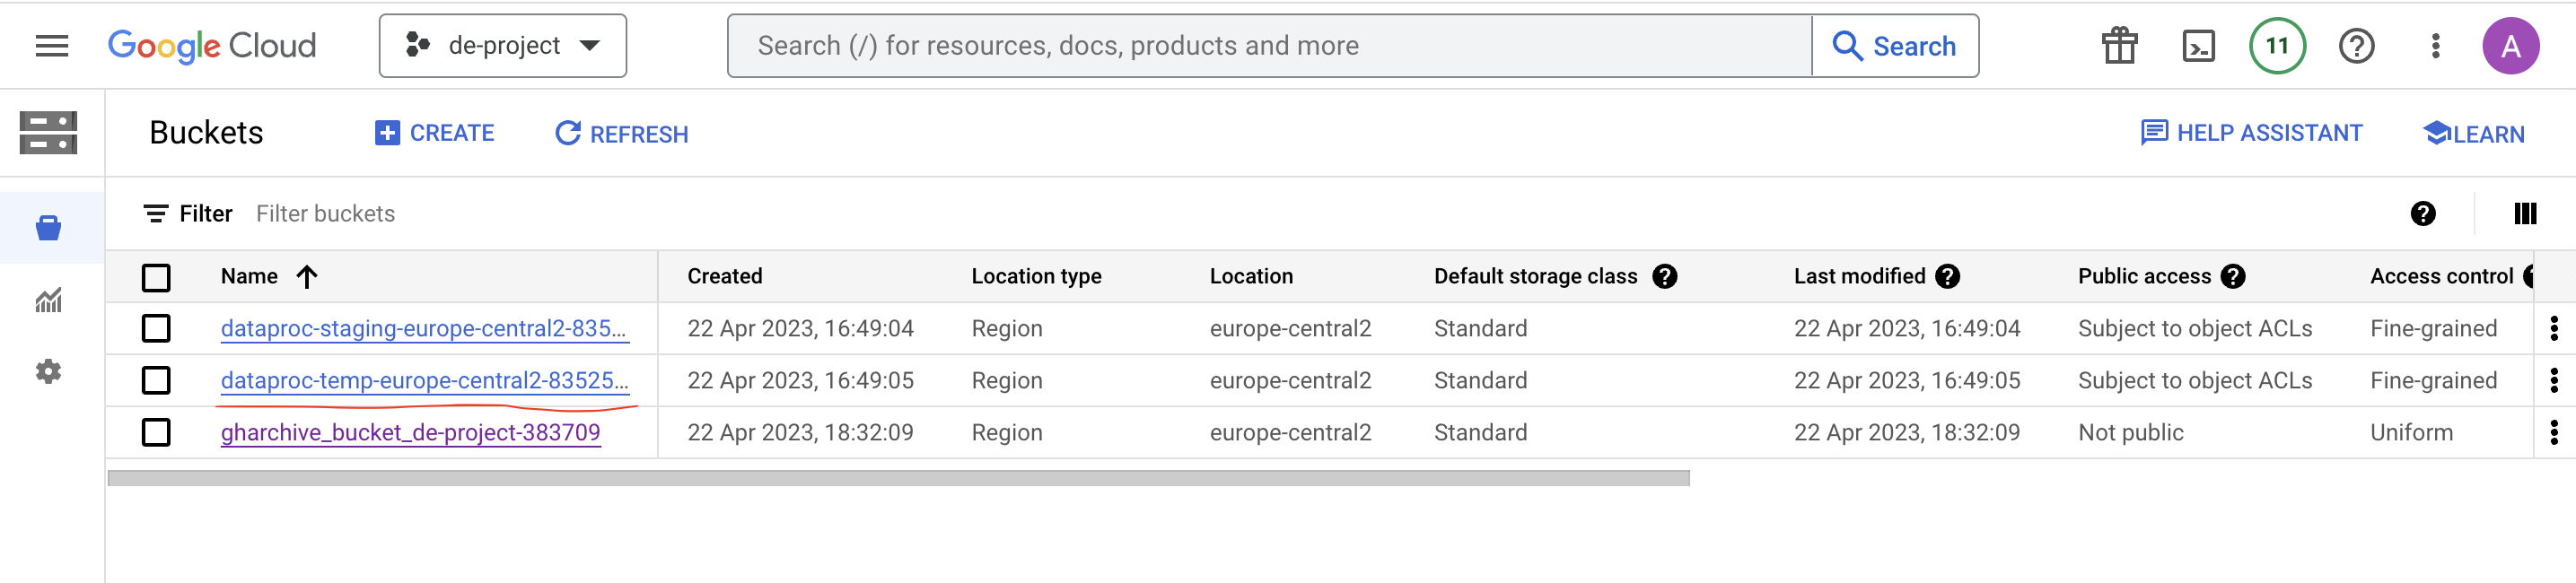 Google Cloud de-project Search (/) for resources, docs, products and more Search 11 A
Buckets CREATE REFRESH HELP ASSISTANT LEARN
Filter Filter buckets
Name Created Location type Location Default storage class Last modified Public access Access control
dataproc-staging-europe-central2-835... 22 Apr 2023, 16:49:04 Region europe-central2 Standard 22 Apr 2023, 16:49:04 Subject to object ACLs Fine-grained
dataproc-temp-europe-central2-83525... 22 Apr 2023, 16:49:05 Region europe-central2 Standard 22 Apr 2023, 16:49:05 Subject to object ACLs Fine-grained
gharchive_bucket_de-project-383709 22 Apr 2023, 18:32:09 Region europe-central2 Standard 22 Apr 2023, 18:32:09 Not public Uniform